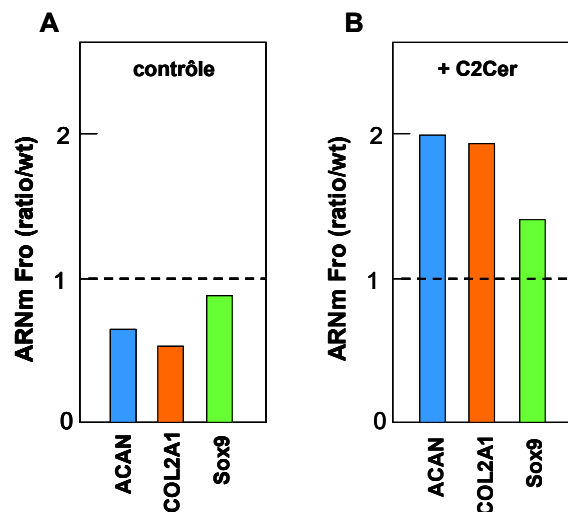 A
contrôle
ARNm Fro (ratio/wt)
2
1
0
ACAN
COL2A1
Sox9
B
+ C2Cer
ARNm Fro (ratio/wt)
2
1
0
ACAN
COL2A1
Sox9